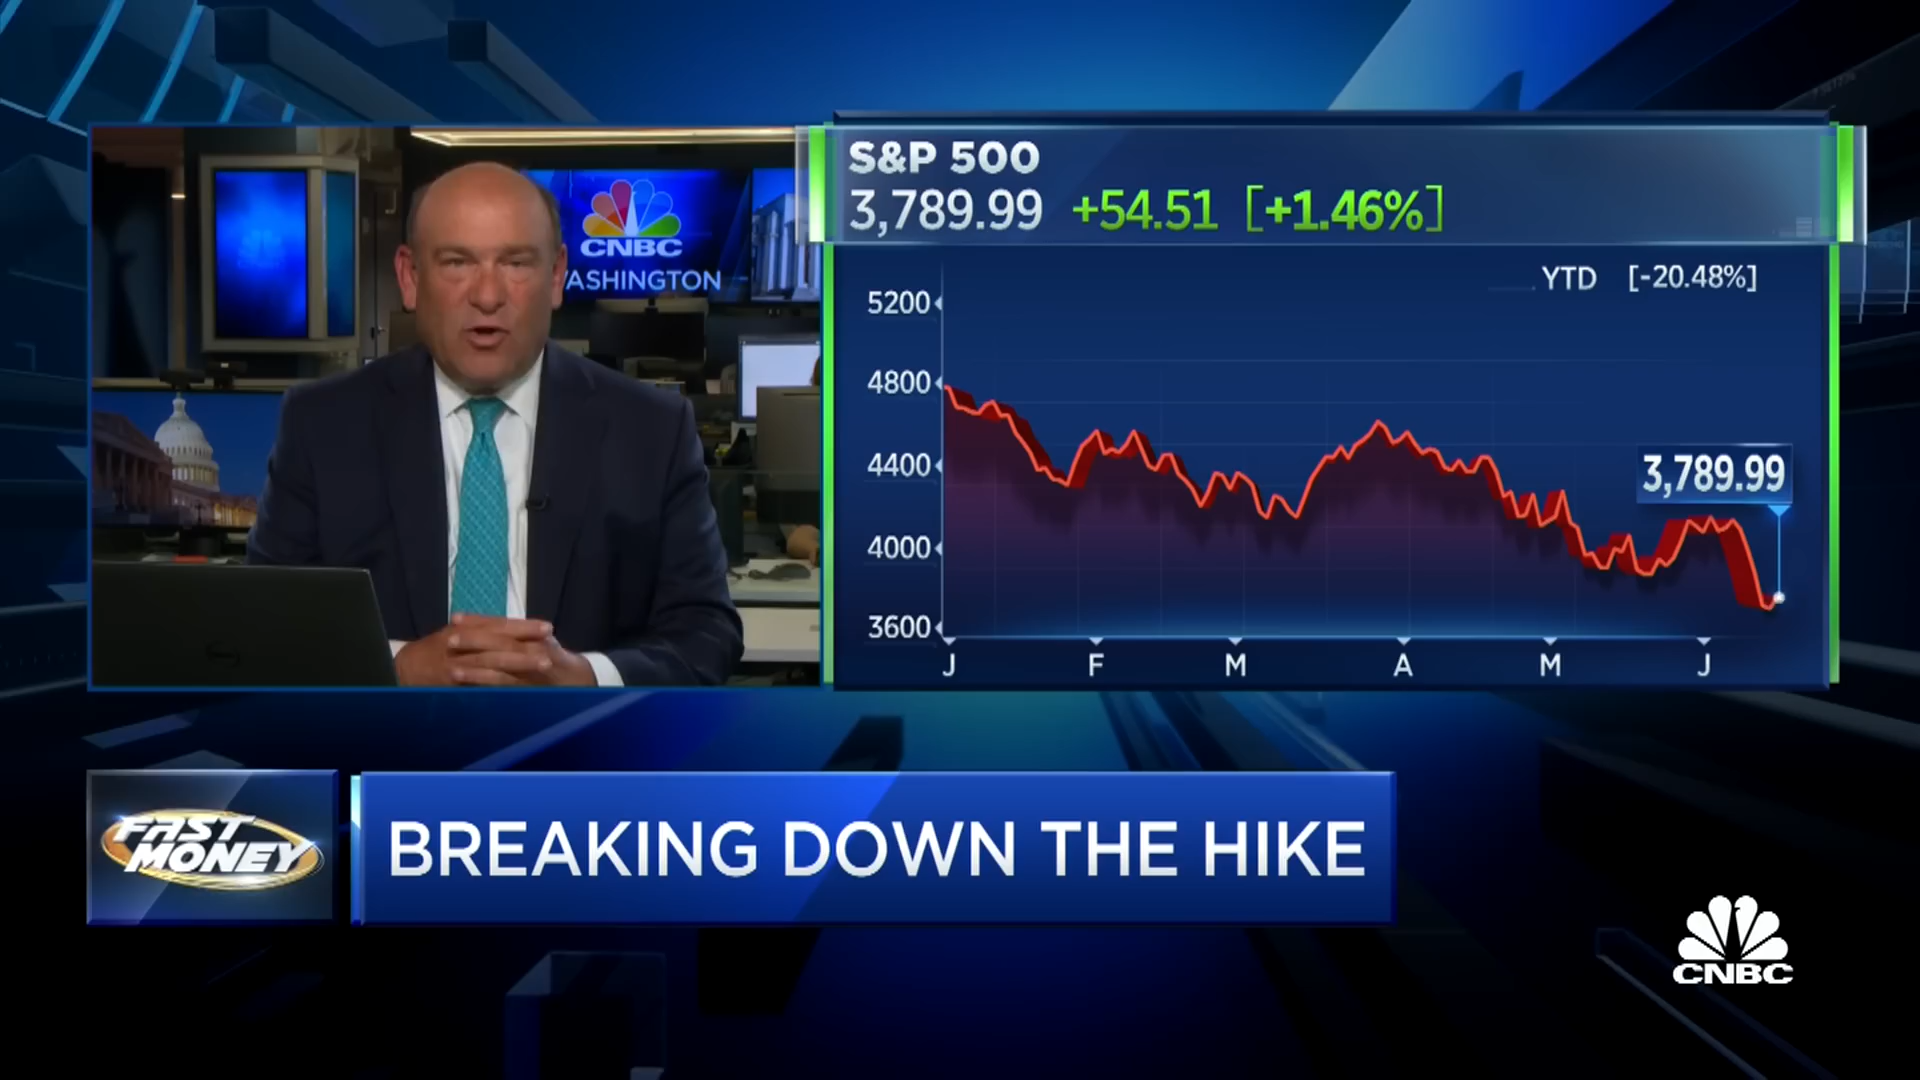 CNBC
WASHINGTON
S&P 500
3,789.99 +54.51 [+1.46%]
YTD [-20.48%]
5200
4800
4400
4000
3600
3,789.99
J F M A M J
FAST
MONEY
BREAKING DOWN THE HIKE
CNBC